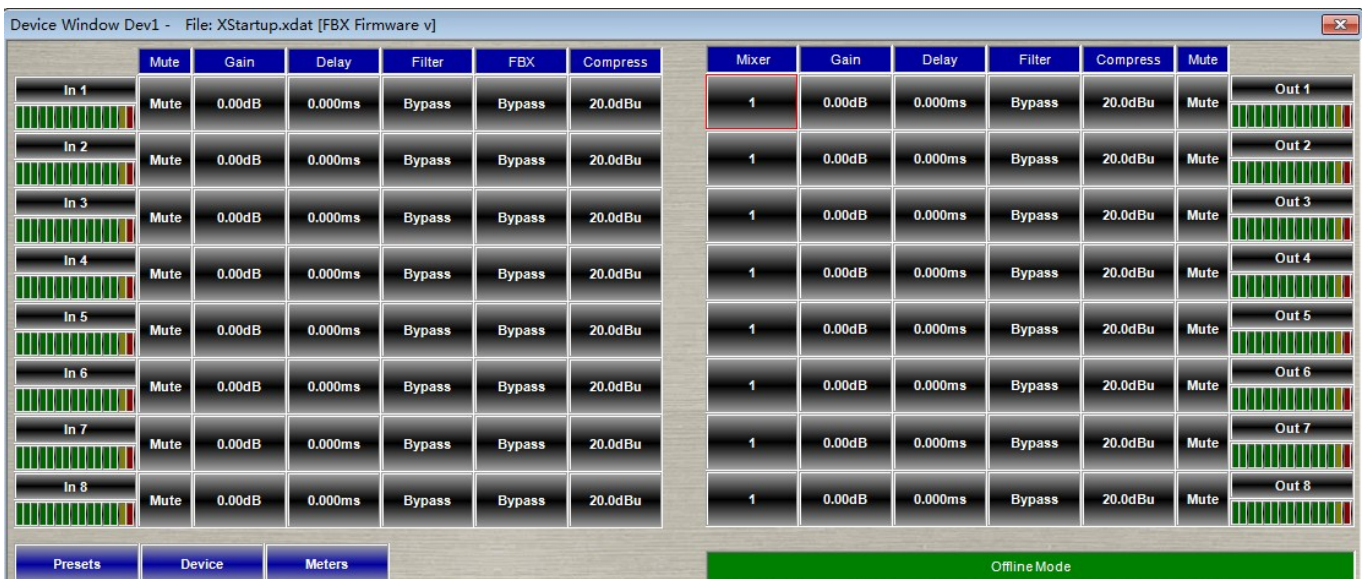 Device Window Dev1 - File: XStartup.xdat [FBX Firmware v]
Mute Gain Delay Filter FBX Compress Mixer Gain Delay Filter Compress Mute
In 1 Mute 0.00dB 0.000ms Bypass Bypass 20.0dBu 1 0.00dB 0.000ms Bypass 20.0dBu Mute Out 1
In 2 Mute 0.00dB 0.000ms Bypass Bypass 20.0dBu 1 0.00dB 0.000ms Bypass 20.0dBu Mute Out 2
In 3 Mute 0.00dB 0.000ms Bypass Bypass 20.0dBu 1 0.00dB 0.000ms Bypass 20.0dBu Mute Out 3
In 4 Mute 0.00dB 0.000ms Bypass Bypass 20.0dBu 1 0.00dB 0.000ms Bypass 20.0dBu Mute Out 4
In 5 Mute 0.00dB 0.000ms Bypass Bypass 20.0dBu 1 0.00dB 0.000ms Bypass 20.0dBu Mute Out 5
In 6 Mute 0.00dB 0.000ms Bypass Bypass 20.0dBu 1 0.00dB 0.000ms Bypass 20.0dBu Mute Out 6
In 7 Mute 0.00dB 0.000ms Bypass Bypass 20.0dBu 1 0.00dB 0.000ms Bypass 20.0dBu Mute Out 7
In 8 Mute 0.00dB 0.000ms Bypass Bypass 20.0dBu 1 0.00dB 0.000ms Bypass 20.0dBu Mute Out 8
Presets Device Meters Offline Mode